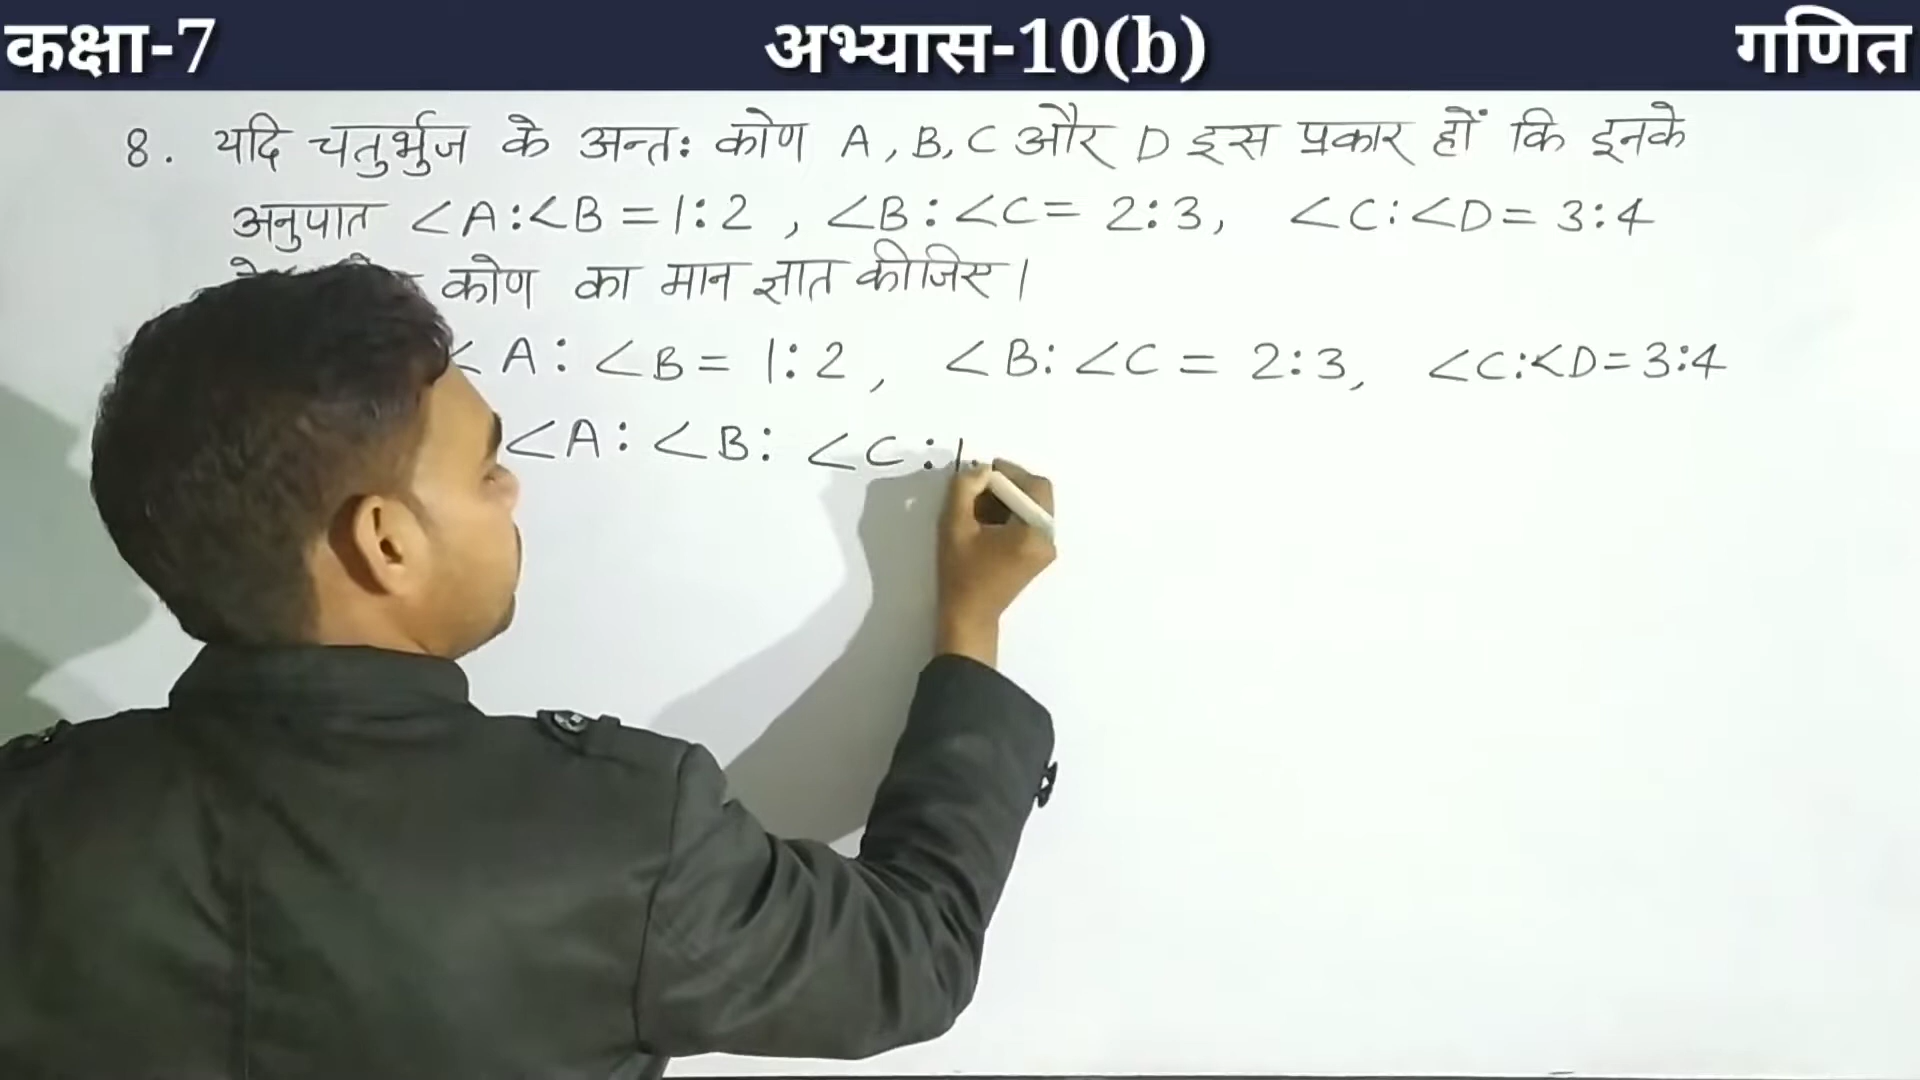 कक्षा-7 अभ्यास-10(b) गणित
8. यदि चतुर्भुज के अन्तः कोण A, B, C और D इस प्रकार हों कि इनके
अनुपात ∠A:∠B=1:2, ∠B:∠C= 2:3, ∠C:∠D= 3:4
कोण का मान ज्ञात कीजिए।
∠A:∠B= 1:2, ∠B:∠C = 2:3, ∠C:∠D=3:4
∠A:∠B:∠C: